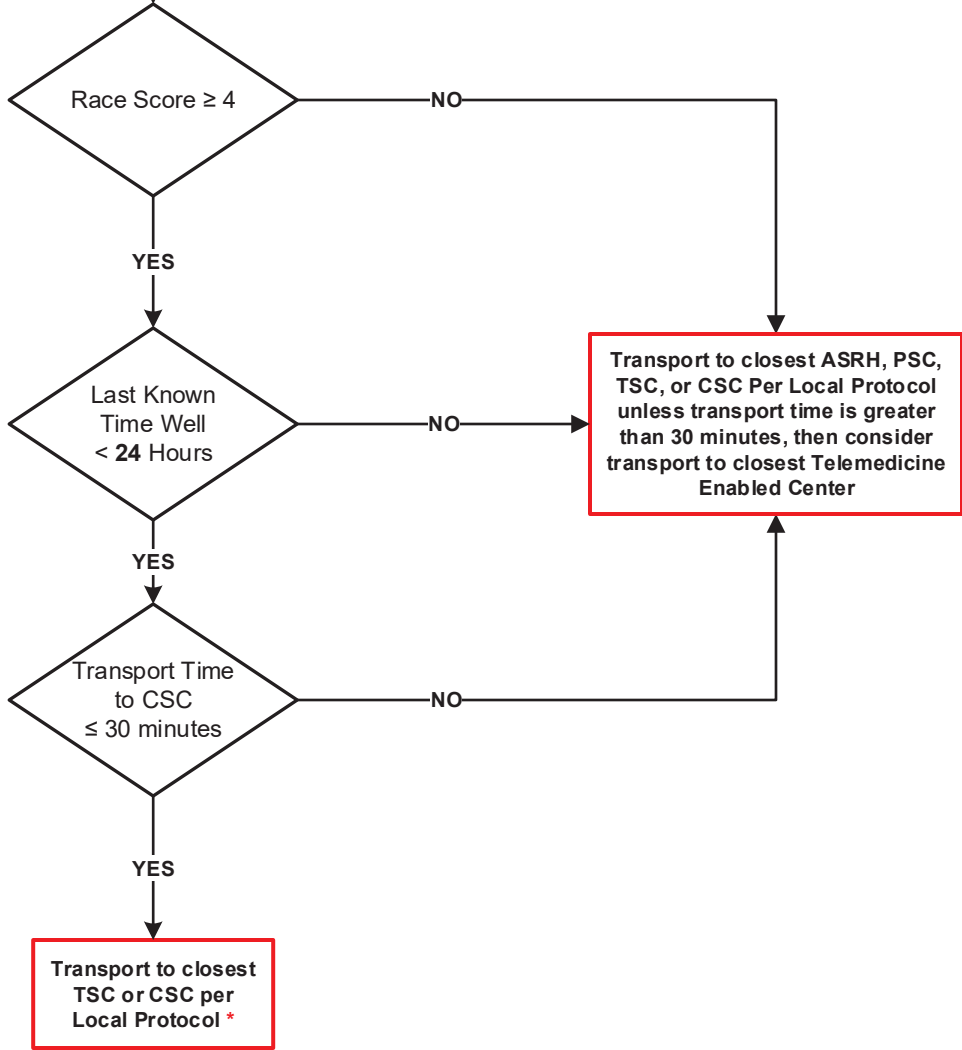 Race Score ≥ 4
NO
YES
Last Known
Time Well
< 24 Hours
NO
Transport to closest ASRH, PSC,
TSC, or CSC Per Local Protocol
unless transport time is greater
than 30 minutes, then consider
transport to closest Telemedicine
Enabled Center
YES
Transport Time
to CSC
≤ 30 minutes
NO
YES
Transport to closest
TSC or CSC per
Local Protocol *